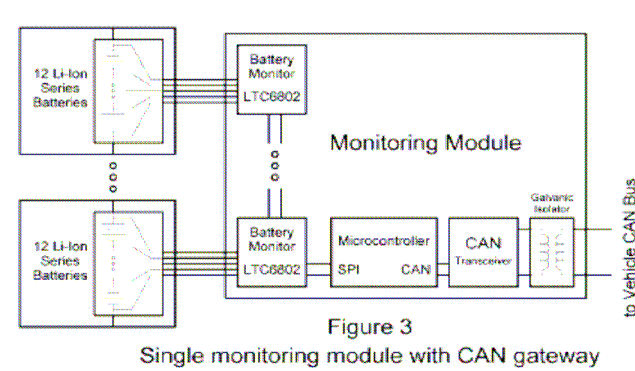 12 Li-Ion
Series
Batteries
Battery
Monitor
LTC6802
Monitoring Module
12 Li-Ion
Series
Batteries
Battery
Monitor
LTC6802
Microcontroller
SPI CAN
CAN
Transceiver
Galvanic
Isolator
to Vehicle CAN Bus
Figure 3
Single monitoring module with CAN gateway